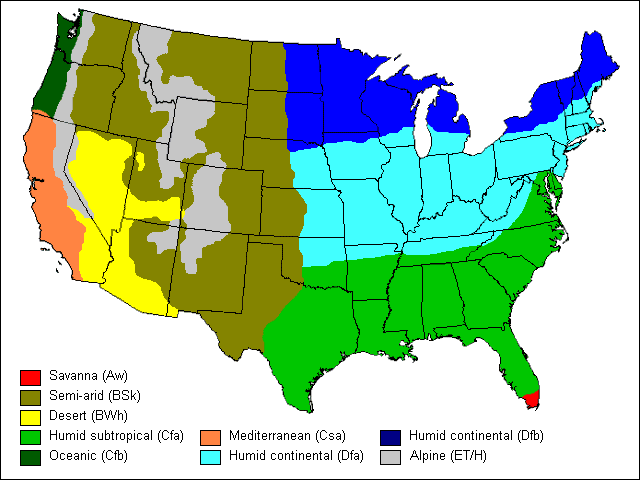 Savanna (Aw)
Semi-arid (BSk)
Desert (BWh)
Humid subtropical (Cfa)
Mediterranean (Csa)
Humid continental (Dfb)
Oceanic (Cfb)
Humid continental (Dfa)
Alpine (ET/H)